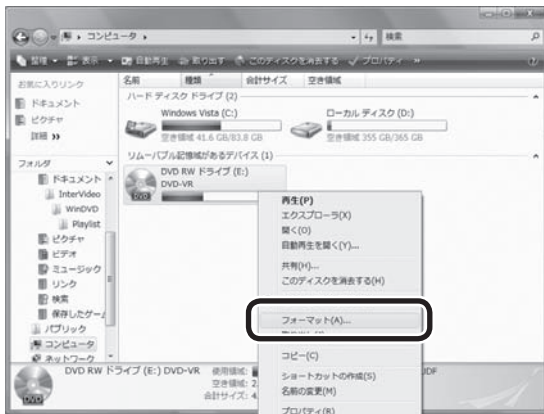 コンピュータ
検索
整理 表示 自動再生 取り出す このディスクを消去する プロパティ »
お気に入りリンク
ドキュメント
ピクチャ
詳細 »
フォルダ
ドキュメント
InterVideo
WinDVD
Playlist
ピクチャ
ビデオ
ミュージック
リンク
検索
保存したゲーム
パブリック
コンピュータ
ネットワーク
名前 種類 合計サイズ 空き領域
ハード ディスク ドライブ (2)
Windows Vista (C:)
空き領域 41.6 GB/83.8 GB
ローカル ディスク (D:)
空き領域 355 GB/365 GB
リムーバブル記憶域があるデバイス (1)
DVD RW ドライブ (E:)
DVD-VR
DVD
再生(P)
エクスプローラ(X)
開く(O)
自動再生を開く(Y)...
共有(H)...
このディスクを消去する(H)
フォーマット(A)...
コピー(C)
ショートカットの作成(S)
名前の変更(M)
プロパティ(R)
DVD RW ドライブ (E:) DVD-VR
使用領域:
空き領域: 2.
合計サイズ: 4.
UDF
DVD